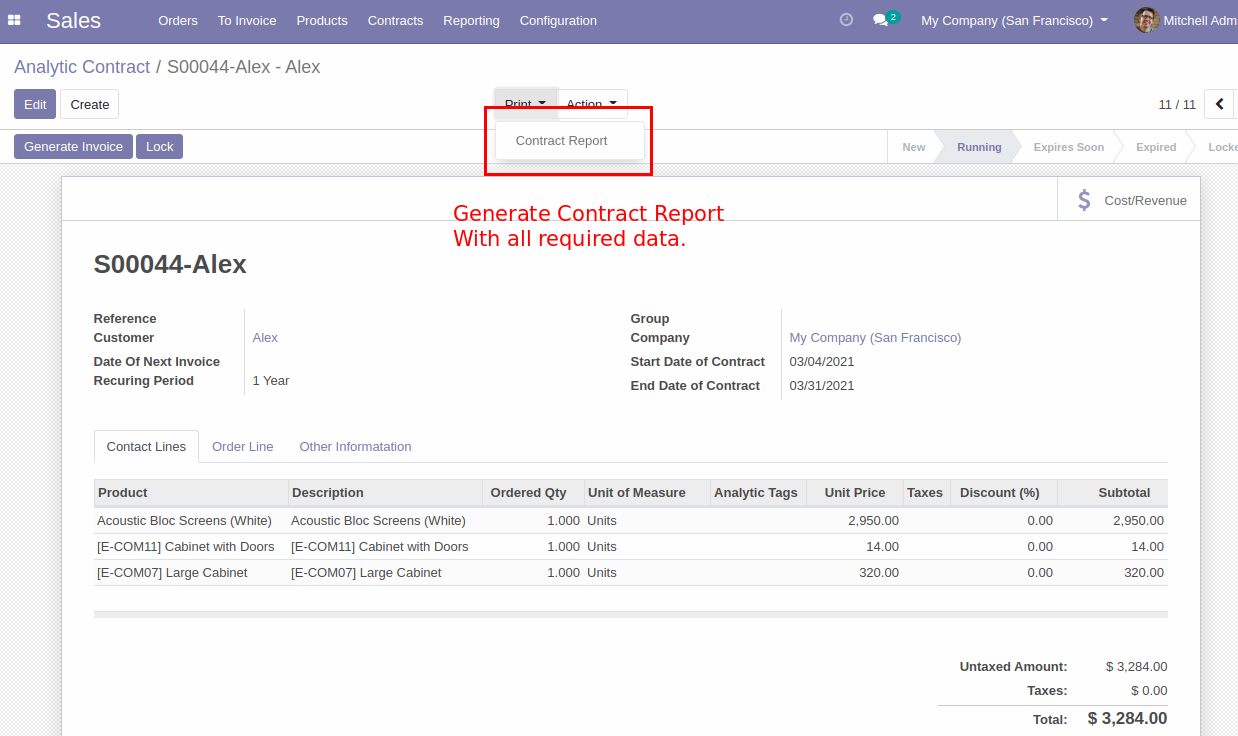 Sales Orders To Invoice Products Contracts Reporting Configuration 2 My Company (San Francisco) Mitchell Adm
Analytic Contract / S00044-Alex - Alex
Edit Create Print Action 11 / 11
Contract Report
Generate Invoice Lock New Running Expires Soon Expired Locke
$ Cost/Revenue
Generate Contract Report
With all required data.
S00044-Alex
Reference Group
Customer Alex Company My Company (San Francisco)
Date Of Next Invoice Start Date of Contract 03/04/2021
Recuring Period 1 Year End Date of Contract 03/31/2021
Contact Lines Order Line Other Informatation
Product Description Ordered Qty Unit of Measure Analytic Tags Unit Price Taxes Discount (%) Subtotal
Acoustic Bloc Screens (White) Acoustic Bloc Screens (White) 1.000 Units 2,950.00 0.00 2,950.00
[E-COM11] Cabinet with Doors [E-COM11] Cabinet with Doors 1.000 Units 14.00 0.00 14.00
[E-COM07] Large Cabinet [E-COM07] Large Cabinet 1.000 Units 320.00 0.00 320.00
Untaxed Amount: $ 3,284.00
Taxes: $ 0.00
Total: $ 3,284.00